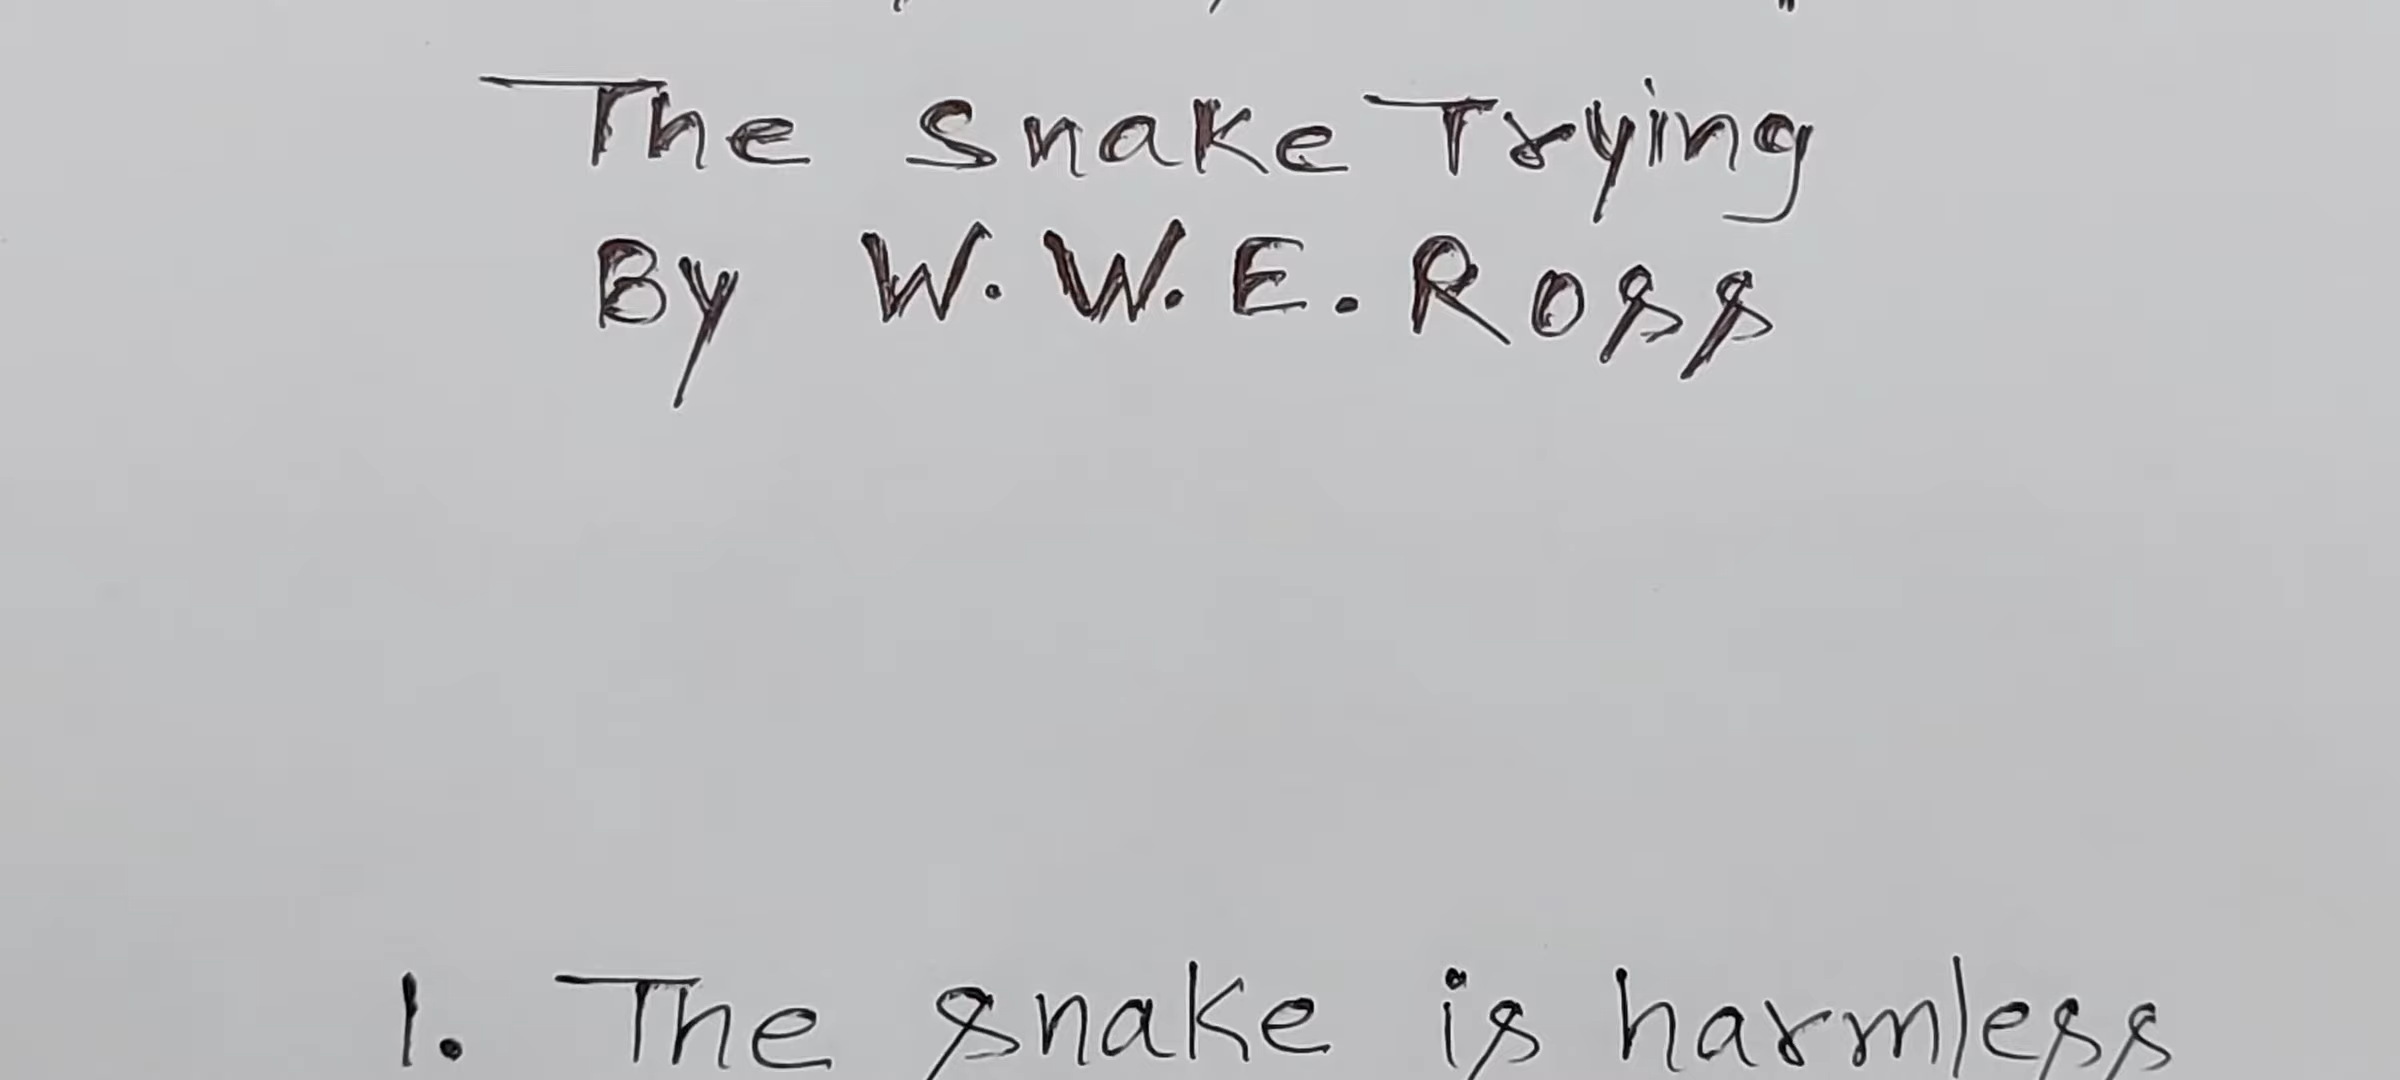 The Snake Trying
By W. W. E. Ross
1. The snake is harmless